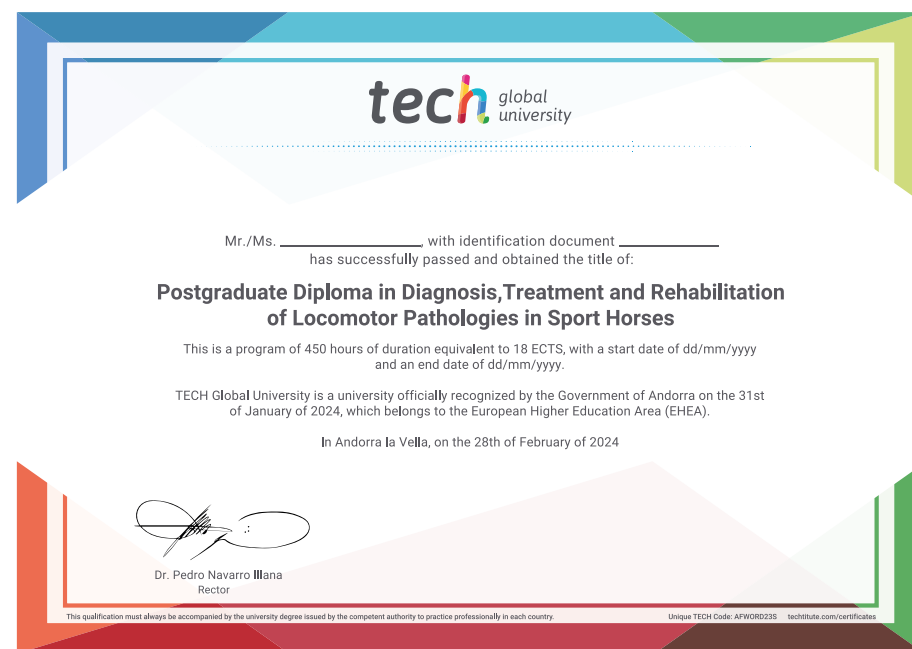 tech global
university
Mr./Ms. ____________________, with identification document ______________
has successfully passed and obtained the title of:
Postgraduate Diploma in Diagnosis,Treatment and Rehabilitation
of Locomotor Pathologies in Sport Horses
This is a program of 450 hours of duration equivalent to 18 ECTS, with a start date of dd/mm/yyyy
and an end date of dd/mm/yyyy.
TECH Global University is a university officially recognized by the Government of Andorra on the 31st
of January of 2024, which belongs to the European Higher Education Area (EHEA).
In Andorra la Vella, on the 28th of February of 2024
Dr. Pedro Navarro Illana
Rector
This qualification must always be accompanied by the university degree issued by the competent authority to practice professionally in each country.
Unique TECH Code: AFWORD23S techtitute.com/certificates